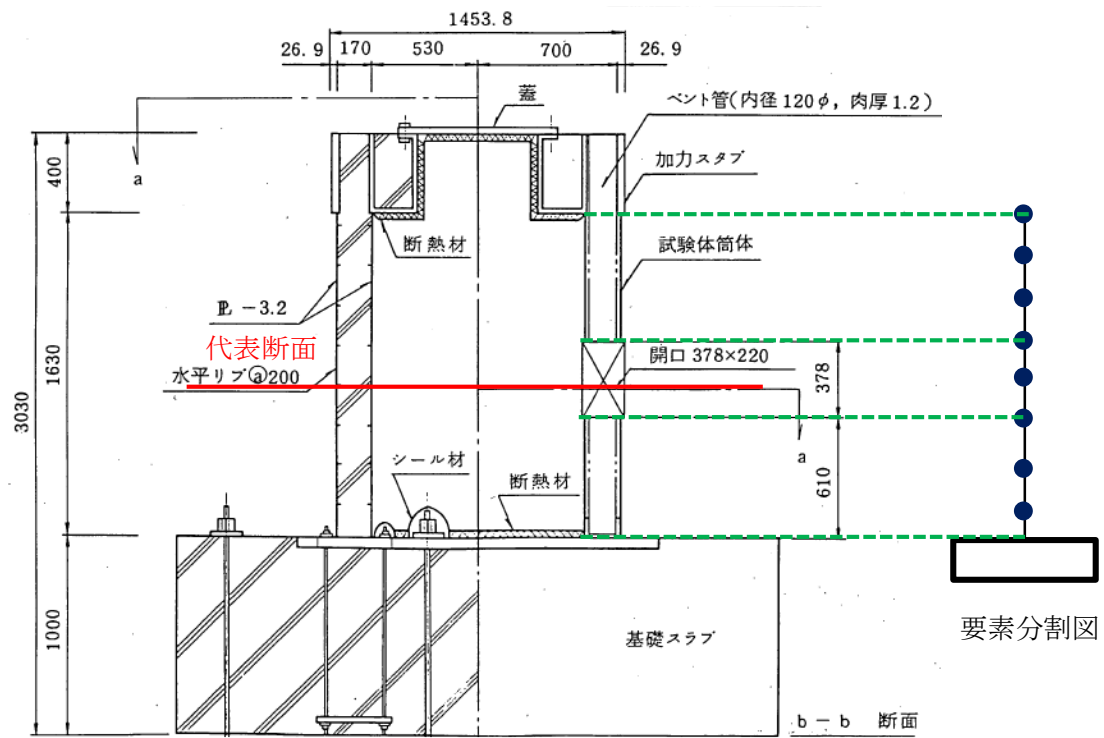 1453.8
26.9 170 530 700 26.9
蓋
ベント管(内径120φ, 肉厚1.2)
a
400
加力スタブ
断熱材
試験体筒体
PL -3.2
代表断面
水平リブⓐ200
開口 378×220
378
1630
3030
a
シール材
断熱材
610
1000
基礎スラブ
要素分割図
b-b 断面